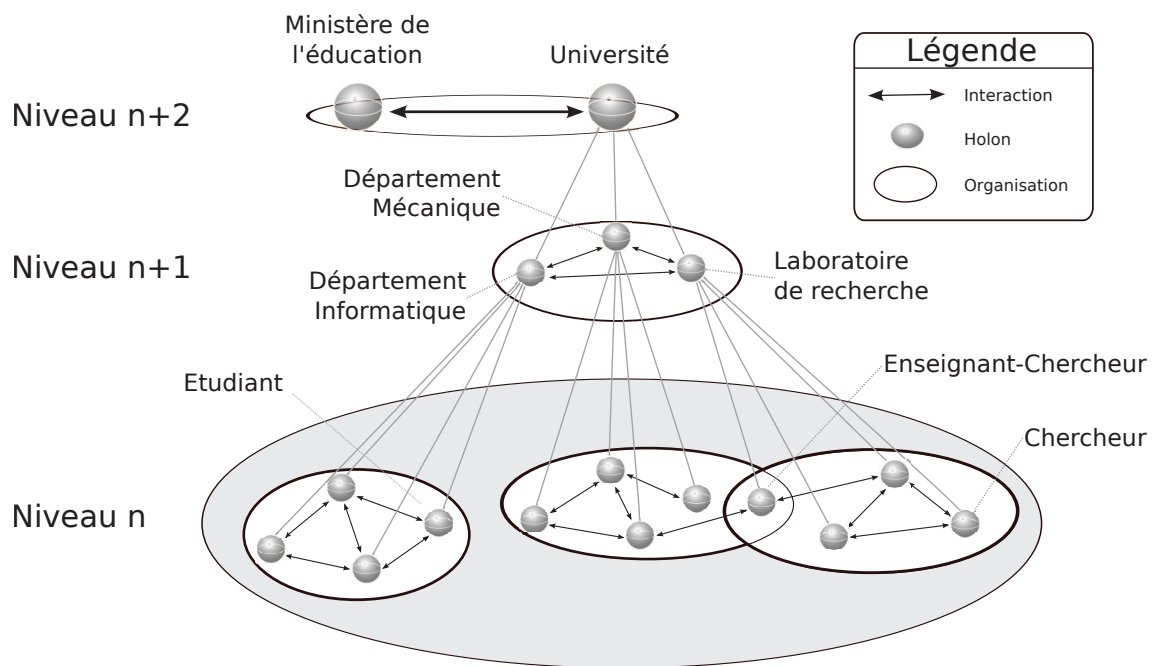 Ministère de
l'éducation
Université
Légende
Interaction
Holon
Organisation
Niveau n+2
Département
Mécanique
Niveau n+1
Département
Informatique
Laboratoire
de recherche
Etudiant
Enseignant-Chercheur
Chercheur
Niveau n